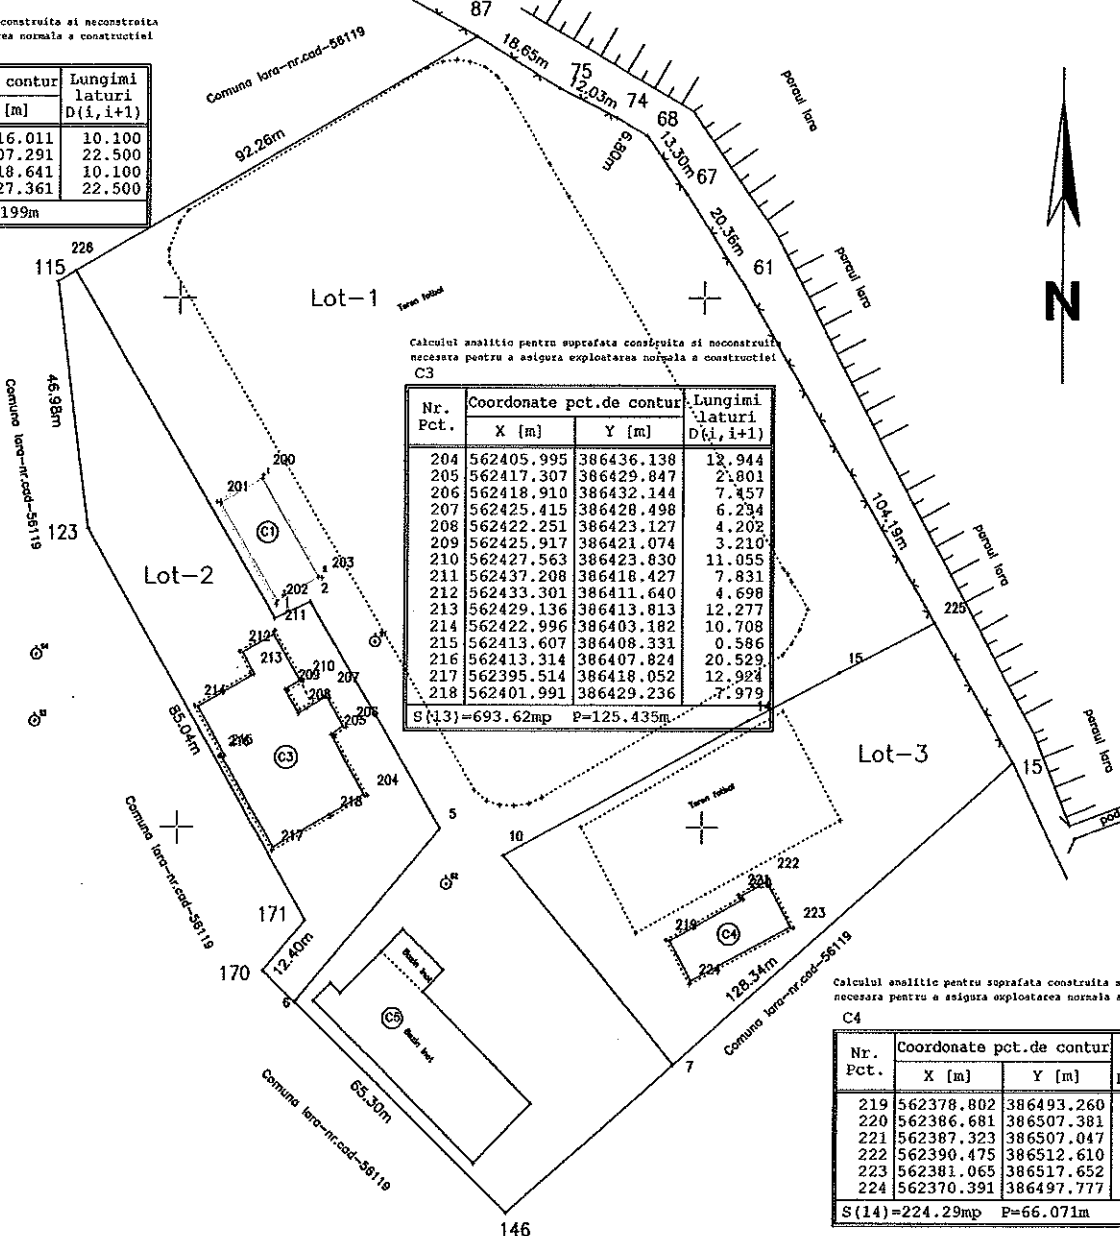 construita si neconstruita
ea normala a constructiei
contur Lungimi
laturi
[m] D(i,i+1)
16.011 10.100
07.291 22.500
18.641 10.100
27.361 22.500
199m
87
18.65m
75
12.03m
74
68
6.80m
13.30m
67
20.36m
61
paraul Iara
paraul Iara
N
Comuna Iara-nr.cad-56119
92.26m
226
115
Lot-1
Teren fotbal
46.98m
Comuna Iara-nr.cad-56119
123
Calculul analitic pentru suprafata construita si neconstruita
necesara pentru a asigura exploatarea normala a constructiei
C3
Nr. Pct. Coordonate pct.de contur Lungimi laturi
X [m] Y [m] D(i,i+1)
204 562405.995 386436.138 12.944
205 562417.307 386429.847 2.801
206 562418.910 386432.144 7.457
207 562425.415 386428.498 6.234
208 562422.251 386423.127 4.202
209 562425.917 386421.074 3.210
210 562427.563 386423.830 11.055
211 562437.208 386418.427 7.831
212 562433.301 386411.640 4.698
213 562429.136 386413.813 12.277
214 562422.996 386403.182 10.708
215 562413.607 386408.331 0.586
216 562413.314 386407.824 20.529
217 562395.514 386418.052 12.924
218 562401.991 386429.236 7.979
S(13)=693.62mp P=125.435m
200
201
C1
203
2
202
1
211
Lot-2
212
213
210
209
207
208
206
205
214
85.04m
C3
204
218
217
104.19m
paraul Iara
225
15
14
paraul Iara
Lot-3
15
pod
5
10
Teren fotbal
222
221
223
219
C4
224
128.34m
Comuna Iara-nr.cad-56119
Comuna Iara-nr.cad-56119
171
170
12.40m
6
Bazin inot
C5
Bazin inot
7
65.30m
Comuna Iara-nr.cad-56119
146
Calculul analitic pentru suprafata construita s
necesara pentru a asigura exploatarea normala a
C4
Nr. Pct. Coordonate pct.de contur
X [m] Y [m]
219 562378.802 386493.260
220 562386.681 386507.381
221 562387.323 386507.047
222 562390.475 386512.610
223 562381.065 386517.652
224 562370.391 386497.777
S(14)=224.29mp P=66.071m